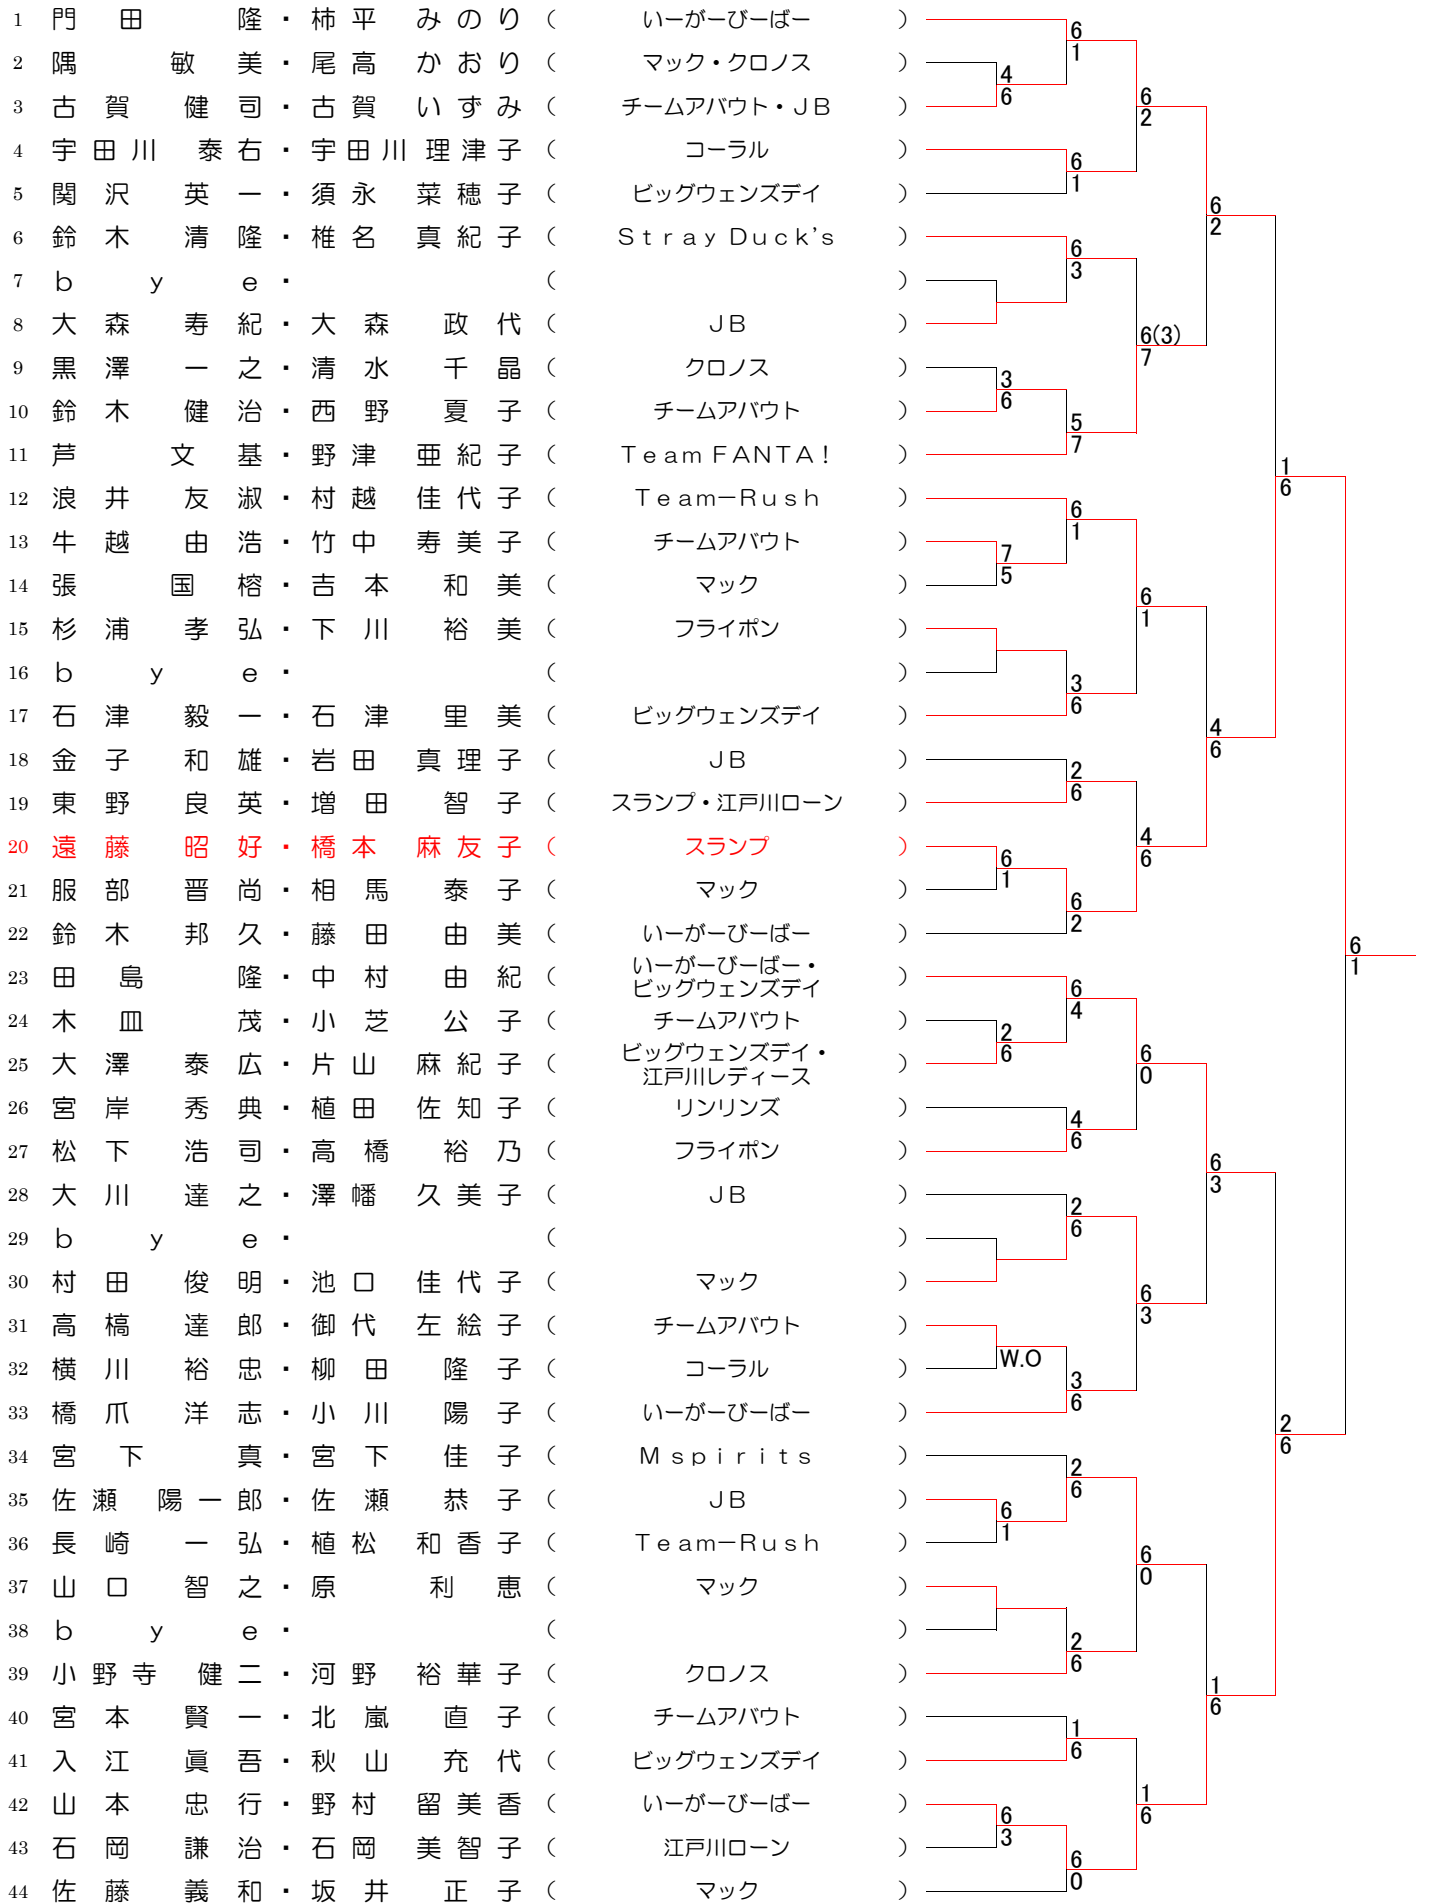 1 門田 隆・柿平 みのり ( いーがーびーばー )
2 隅 敏美・尾高 かおり ( マック・クロノス )
3 古賀 健司・古賀 いずみ ( チームアバウト・JB )
4 宇田川 泰右・宇田川 理津子 ( コーラル )
5 関沢 英一・須永 菜穂子 ( ビッグウェンズデイ )
6 鈴木 清隆・椎名 真紀子 ( Stray Duck's )
7 bye・ ( )
8 大森 寿紀・大森 政代 ( JB )
9 黒澤 一之・清水 千晶 ( クロノス )
10 鈴木 健治・西野 夏子 ( チームアバウト )
11 芦 文基・野津 亜紀子 ( Team FANTA! )
12 浪井 友淑・村越 佳代子 ( Team-Rush )
13 牛越 由浩・竹中 寿美子 ( チームアバウト )
14 張 国榕・吉本 和美 ( マック )
15 杉浦 孝弘・下川 裕美 ( フライポン )
16 bye・ ( )
17 石津 毅一・石津 里美 ( ビッグウェンズデイ )
18 金子 和雄・岩田 真理子 ( JB )
19 東野 良英・増田 智子 ( スランプ・江戸川ローン )
20 遠藤 昭好・橋本 麻友子 ( スランプ )
21 服部 晋尚・相馬 泰子 ( マック )
22 鈴木 邦久・藤田 由美 ( いーがーびーばー )
23 田島 隆・中村 由紀 ( いーがーびーばー・
ビッグウェンズデイ )
24 木皿 茂・小芝 公子 ( チームアバウト )
25 大澤 泰広・片山 麻紀子 ( ビッグウェンズデイ・
江戸川レディース )
26 宮岸 秀典・植田 佐知子 ( リンリンズ )
27 松下 浩司・高橋 裕乃 ( フライポン )
28 大川 達之・澤幡 久美子 ( JB )
29 bye・ ( )
30 村田 俊明・池口 佳代子 ( マック )
31 高槁 達郎・御代 左絵子 ( チームアバウト )
32 横川 裕忠・柳田 隆子 ( コーラル )
33 橋爪 洋志・小川 陽子 ( いーがーびーばー )
34 宮下 真・宮下 佳子 ( Mspirits )
35 佐瀬 陽一郎・佐瀬 恭子 ( JB )
36 長崎 一弘・植松 和香子 ( Team-Rush )
37 山口 智之・原 利恵 ( マック )
38 bye・ ( )
39 小野寺 健二・河野 裕華子 ( クロノス )
40 宮本 賢一・北嵐 直子 ( チームアバウト )
41 入江 眞吾・秋山 充代 ( ビッグウェンズデイ )
42 山本 忠行・野村 留美香 ( いーがーびーばー )
43 石岡 謙治・石岡 美智子 ( 江戸川ローン )
44 佐藤 義和・坂井 正子 ( マック )
4
6
3
6
7
5
6
1
2
6
W.O
6
1
6
3
6
1
6
1
6
3
5
7
6
1
3
6
2
6
6
2
6
4
4
6
2
6
3
6
2
6
2
6
1
6
6
0
6
2
6(3)
7
6
1
4
6
6
0
6
3
6
0
1
6
6
2
4
6
6
3
1
6
1
6
2
6
6
1